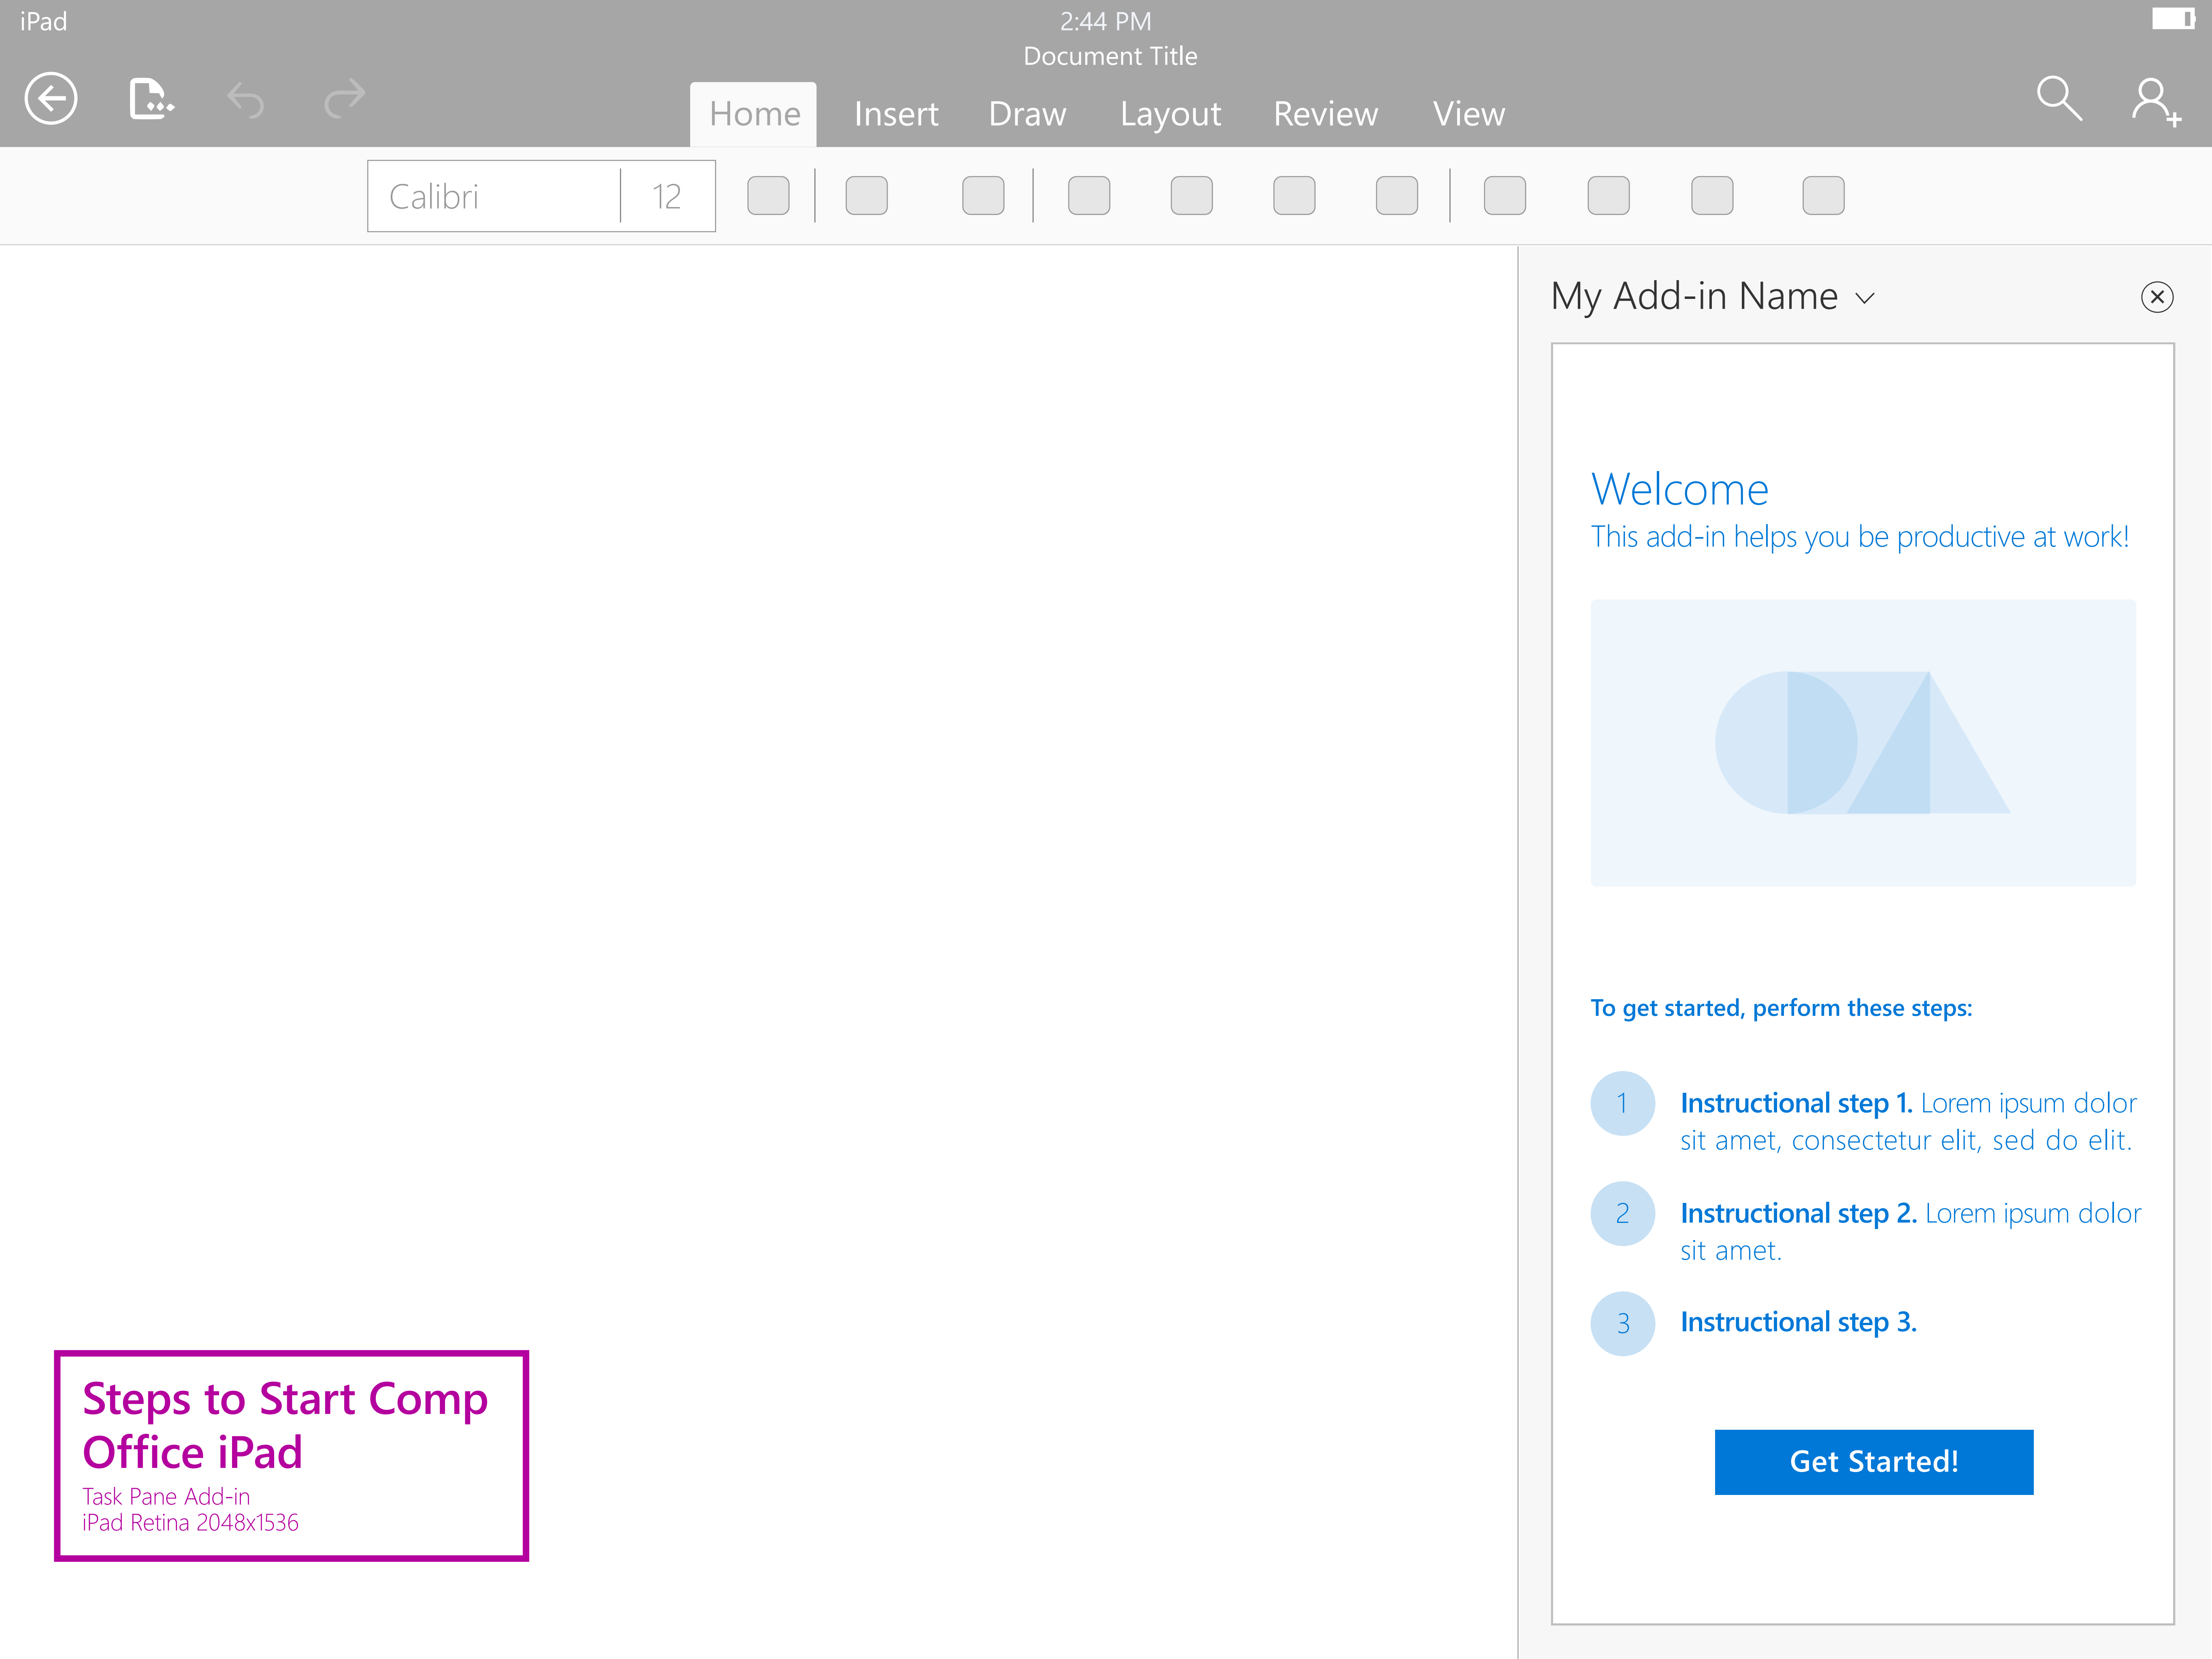 iPad
2:44 PM
Document Title
Home Insert Draw Layout Review View
Calibri 12
My Add-in Name
Welcome
This add-in helps you be productive at work!
To get started, perform these steps:
1 Instructional step 1. Lorem ipsum dolor
sit amet, consectetur elit, sed do elit.
2 Instructional step 2. Lorem ipsum dolor
sit amet.
3 Instructional step 3.
Get Started!
Steps to Start Comp
Office iPad
Task Pane Add-in
iPad Retina 2048x1536